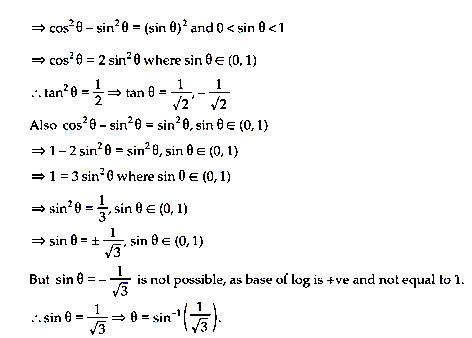 ⇒ cos²θ – sin²θ = (sin θ)² and 0 < sin θ < 1
⇒ cos²θ = 2 sin²θ where sin θ ∈ (0, 1)
∴ tan²θ = 1/2 ⇒ tan θ = 1/√2, – 1/√2
Also cos²θ – sin²θ = sin²θ, sin θ ∈ (0, 1)
⇒ 1 – 2 sin²θ = sin²θ, sin θ ∈ (0, 1)
⇒ 1 = 3 sin²θ where sin θ ∈ (0, 1)
⇒ sin²θ = 1/3, sin θ ∈ (0, 1)
⇒ sin θ = ± 1/√3, sin θ ∈ (0, 1)
But sin θ = – 1/√3 is not possible, as base of log is +ve and not equal to 1.
∴ sin θ = 1/√3 ⇒ θ = sin⁻¹(1/√3).